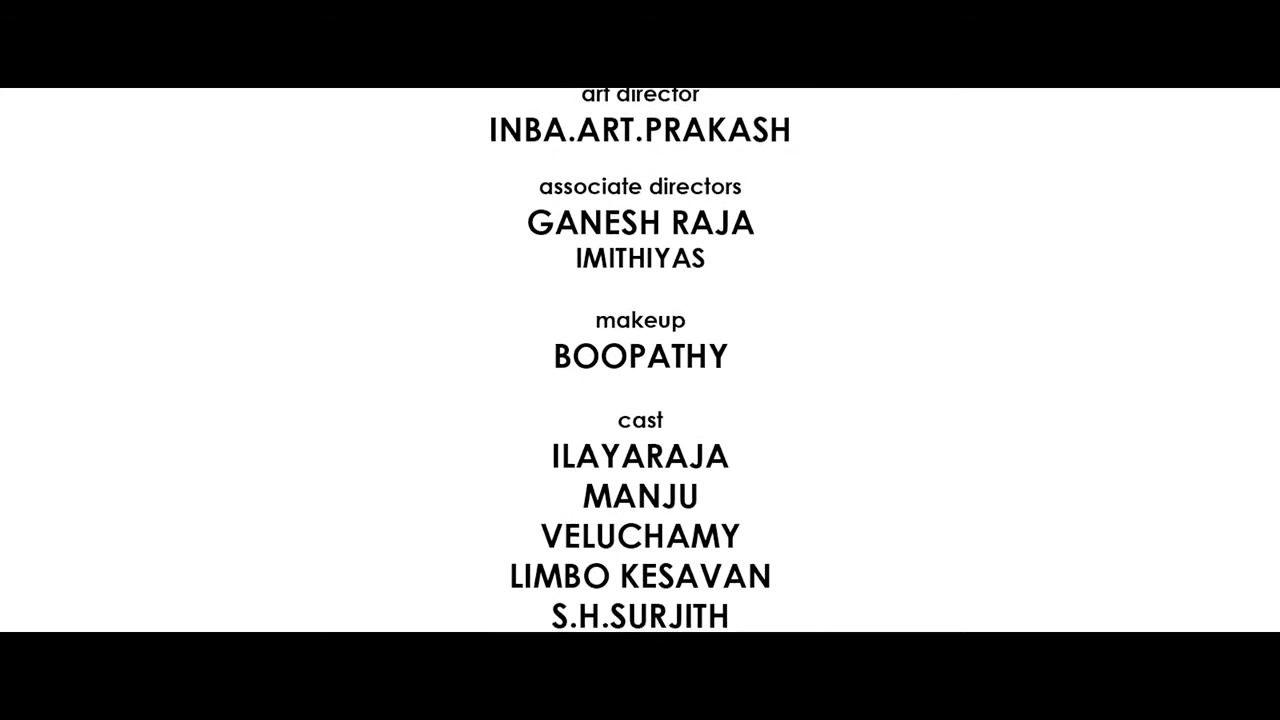 art director
INBA.ART.PRAKASH
associate directors
GANESH RAJA
IMITHIYAS
makeup
BOOPATHY
cast
ILAYARAJA
MANJU
VELUCHAMY
LIMBO KESAVAN
S.H.SURJITH